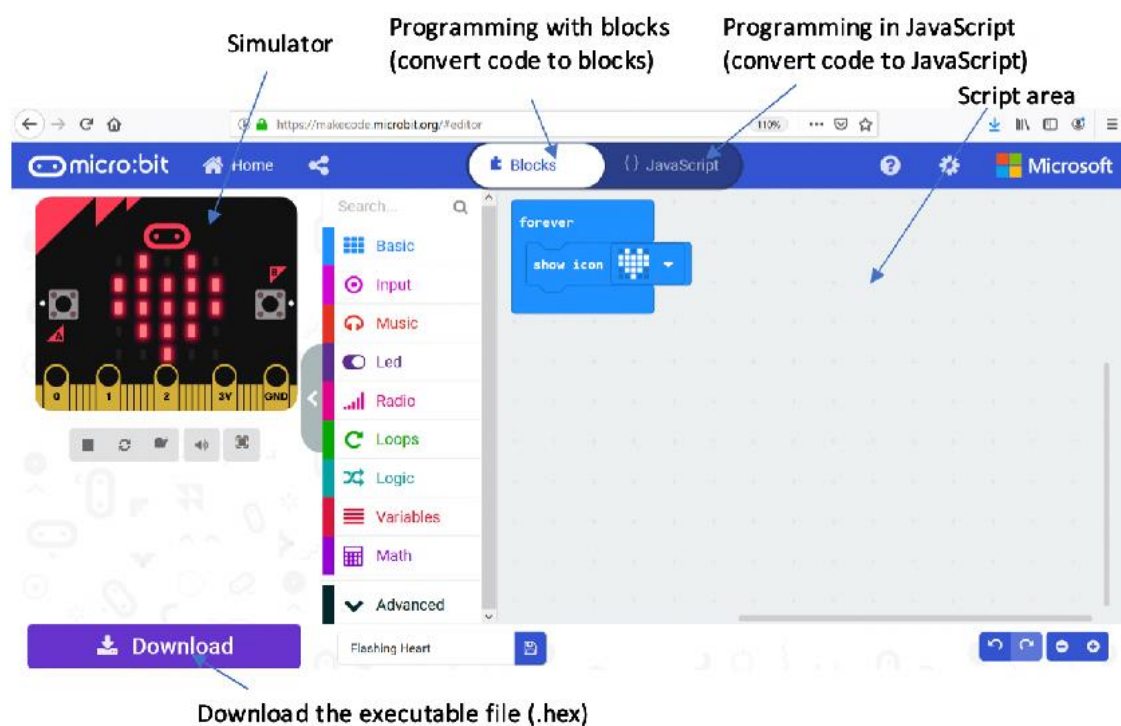 Simulator
Programming with blocks
(convert code to blocks)
Programming in JavaScript
(convert code to JavaScript)
Script area
https://makecode.microbit.org/#editor
110%
micro:bit
Home
Blocks
{} JavaScript
?
Microsoft
Search...
Basic
Input
Music
Led
Radio
Loops
Logic
Variables
Math
Advanced
forever
show icon
A
B
0
1
2
3V
GND
Download
Flashing Heart
Download the executable file (.hex)